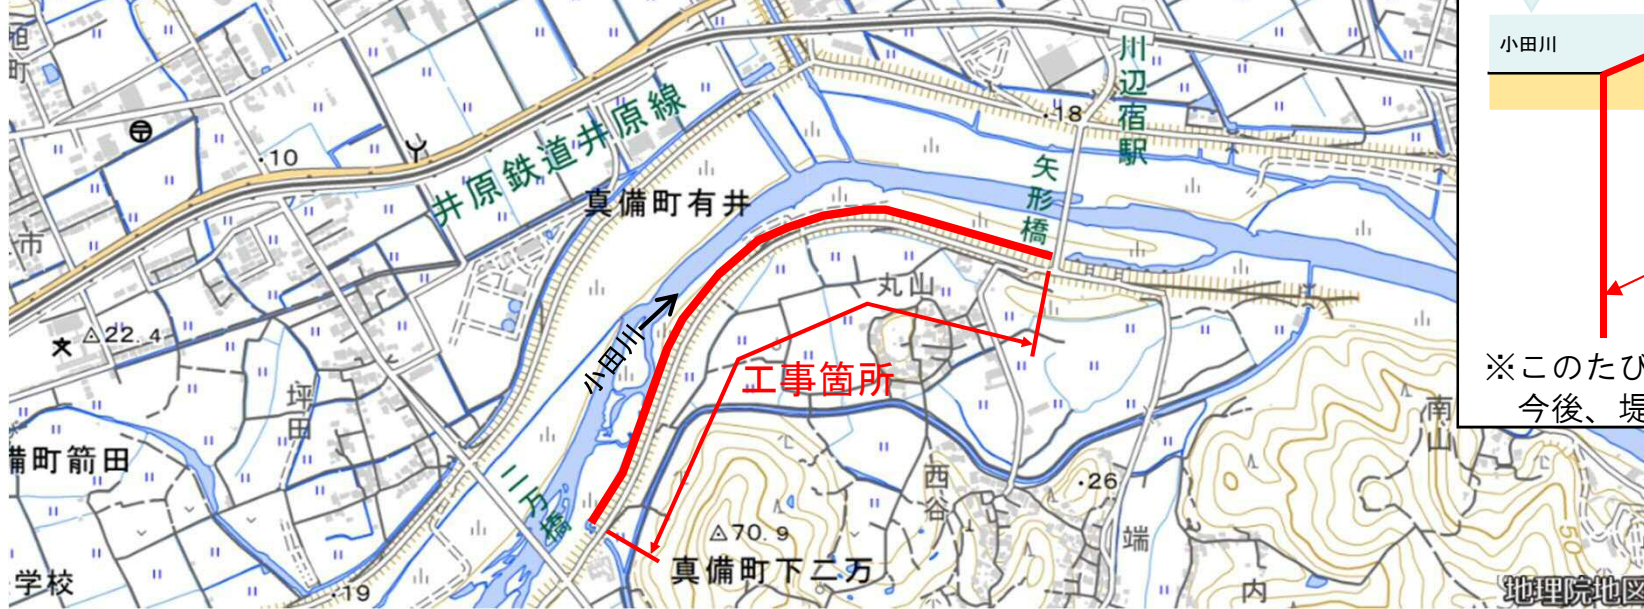 小田川
川辺宿駅
町
・18
井原鉄道井原線
・10
矢形橋
真備町有井
市
丸山
△22.4
小田川
工事箇所
※このたび
今後、堤
坪田
南山
備町箭田
西谷
・26
二万橋
△70.9
端
真備町下二万
50
学校
・19
内
地理院地図